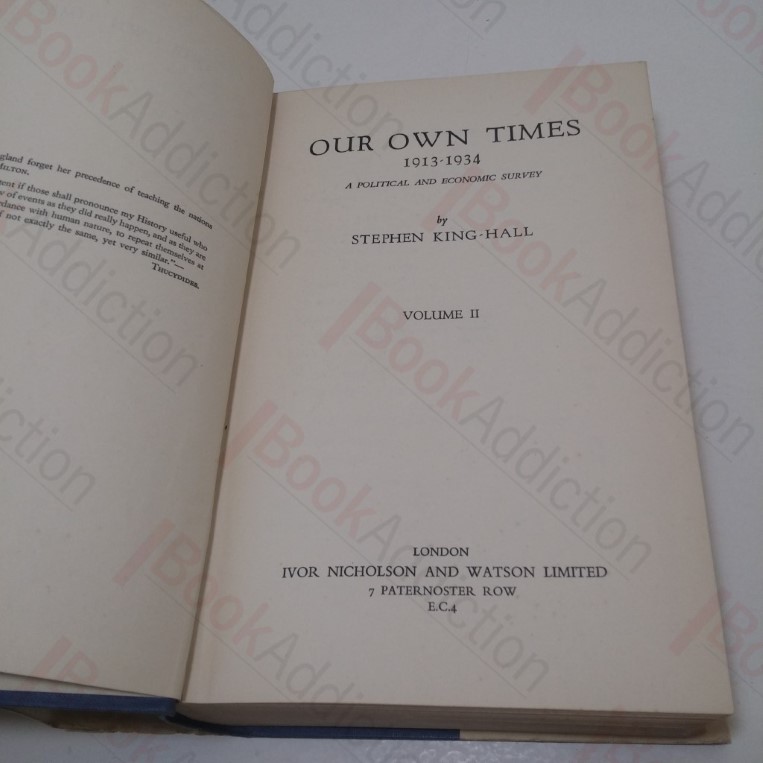 gland forget her precedence of teaching the nations
MILTON.
ent if those shall pronounce my History useful who
of events as they did really happen, and as they are
rdance with human nature, to repeat themselves at
f not exactly the same, yet very similar."—
THUCYDIDES.
OUR OWN TIMES
1913-1934
A POLITICAL AND ECONOMIC SURVEY
by
STEPHEN KING-HALL
VOLUME II
LONDON
IVOR NICHOLSON AND WATSON LIMITED
7 PATERNOSTER ROW
E.C.4
BookAddiction